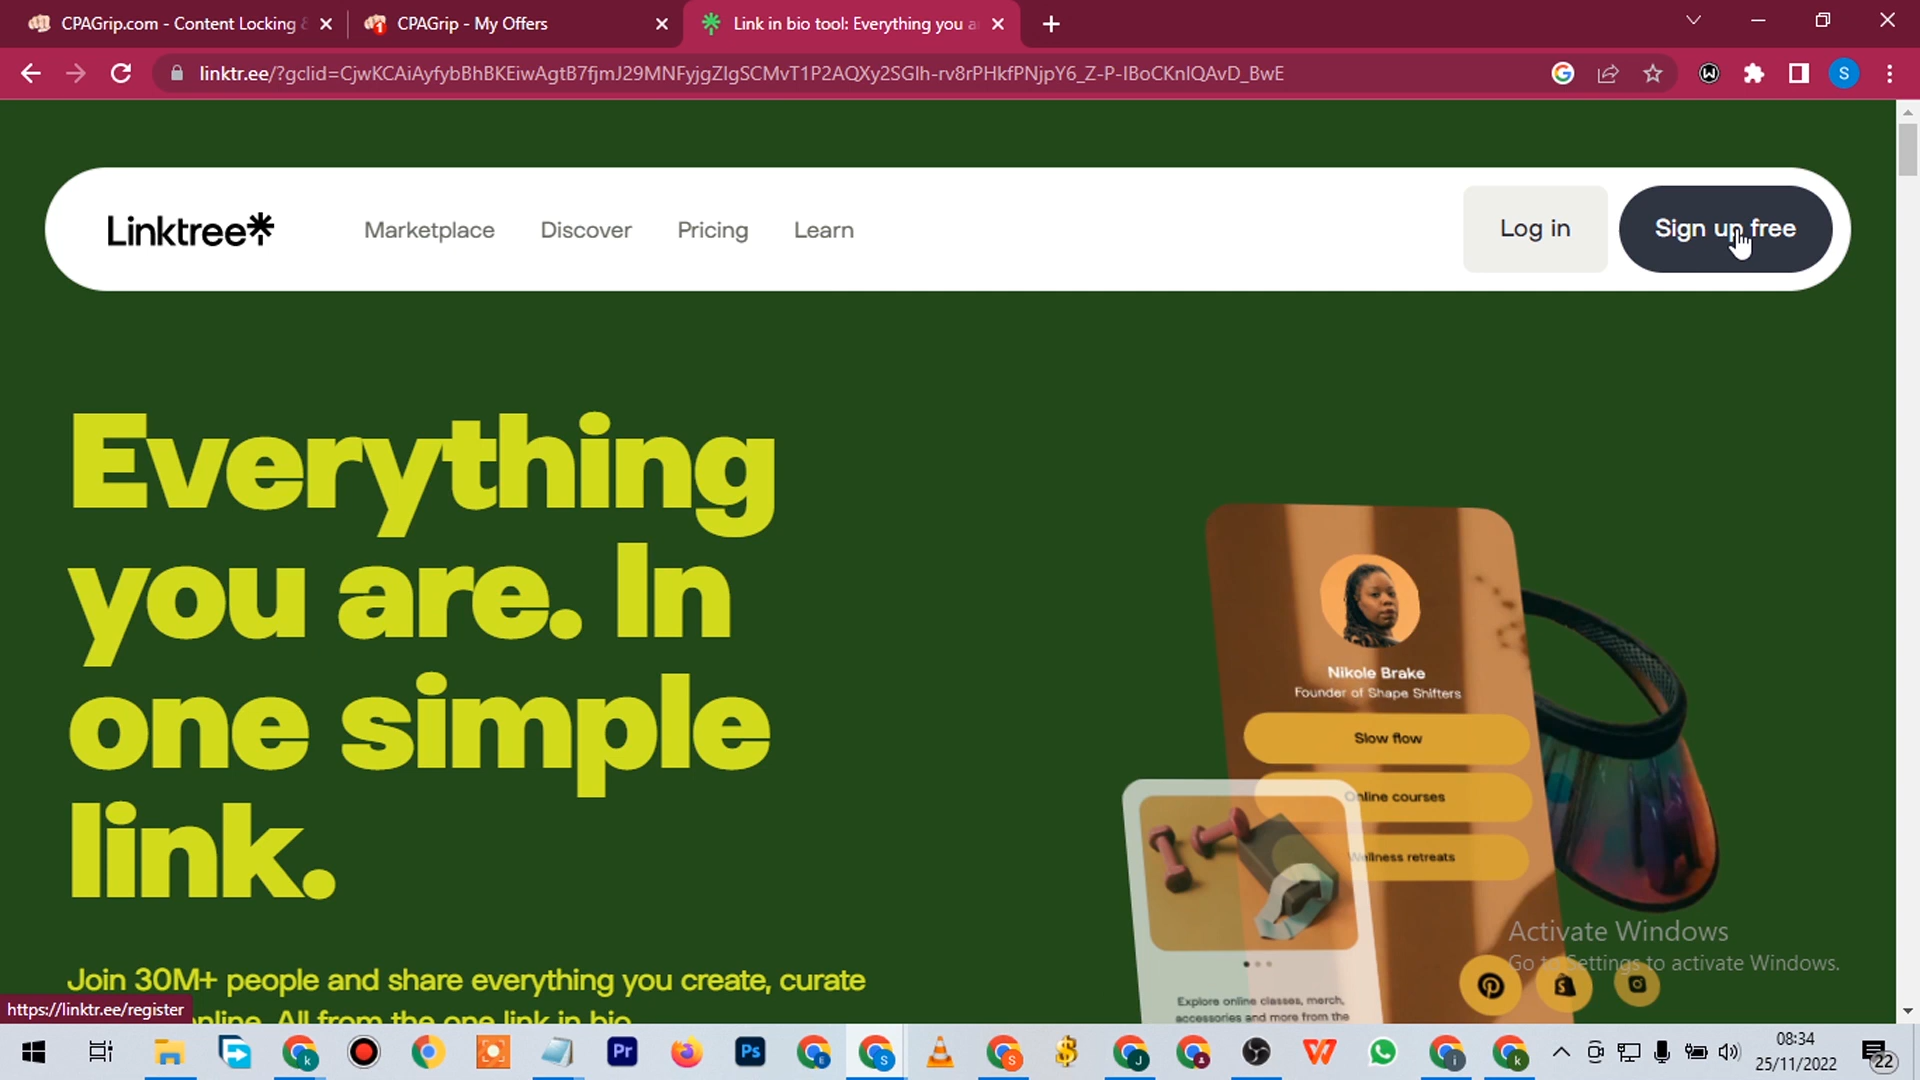 CPAGrip.com - Content Locking &
CPAGrip - My Offers
Link in bio tool: Everything you a
linktr.ee/?gclid=CjwKCAiAyfybBhBKEiwAgtB7fjmJ29MNFyjgZIgSCMvT1P2AQXy2SGlh-rv8rPHkfPNjpY6_Z-P-IBoCKnIQAvD_BwE
S
Linktree*
Marketplace
Discover
Pricing
Learn
Log in
Sign up free
Everything
you are. In
one simple
link.
Nikole Brake
Founder of Shape Shifters
Slow flow
Online courses
Wellness retreats
Explore online classes, merch,
accessories and more from the
Join 30M+ people and share everything you create, curate
online. All from the one link in bio.
Activate Windows
Go to Settings to activate Windows.
https://linktr.ee/register
08:34
25/11/2022
22